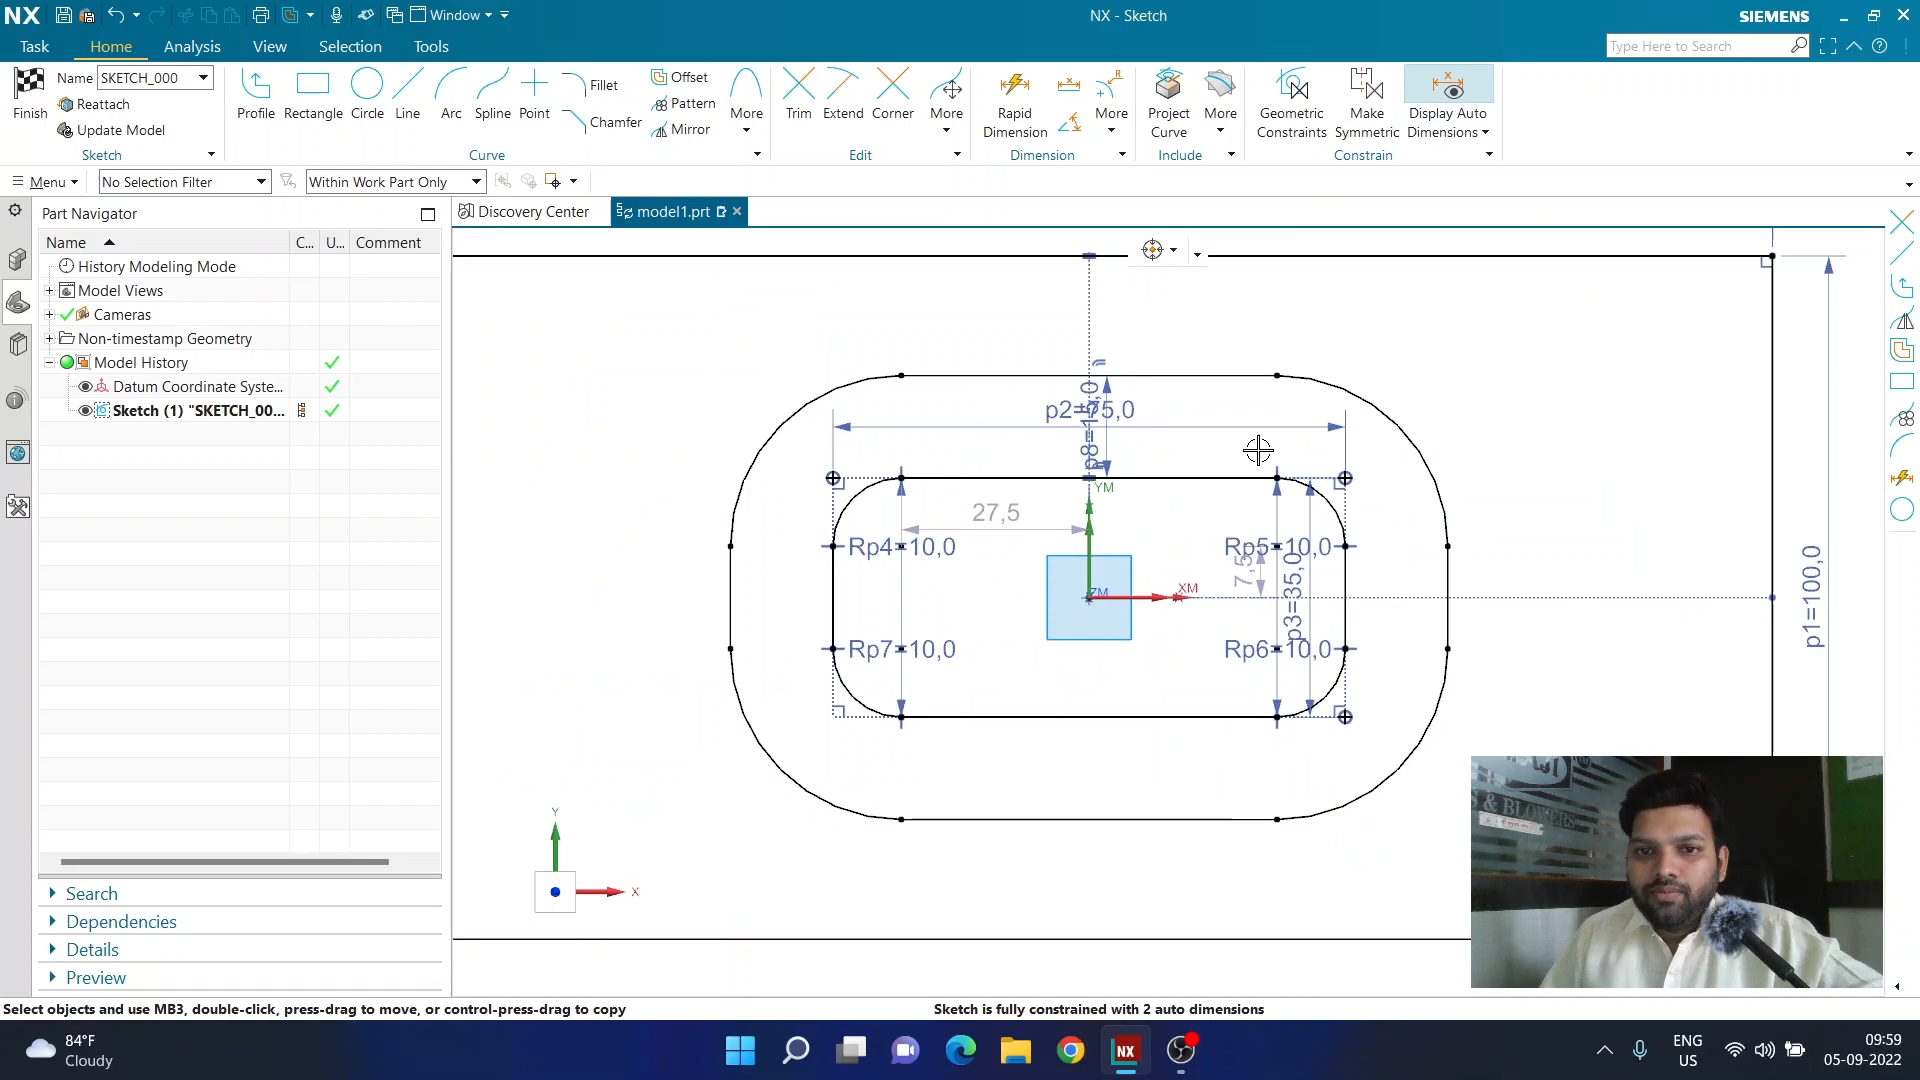 NX
Window
NX - Sketch
SIEMENS
Task
Home
Analysis
View
Selection
Tools
Type Here to Search
Finish
Name
SKETCH_000
Reattach
Update Model
Sketch
Profile
Rectangle
Circle
Line
Arc
Spline
Point
Fillet
Chamfer
Offset
Pattern
Mirror
More
Curve
Trim
Extend
Corner
More
Edit
Rapid
Dimension
More
Dimension
Project
Curve
More
Include
Geometric
Constraints
Make
Symmetric
Display Auto
Dimensions
Constrain
Menu
No Selection Filter
Within Work Part Only
Part Navigator
Discovery Center
model1.prt
Name
C...
U...
Comment
History Modeling Mode
Model Views
Cameras
Non-timestamp Geometry
Model History
Datum Coordinate Syste...
Sketch (1) "SKETCH_00...
Search
Dependencies
Details
Preview
p2=75,0
YM
27,5
Rp4=10,0
Rp5=10,0
7,5
p3=35,0
XM
ZM
Rp7=10,0
Rp6=10,0
p1=100,0
Y
X
& BLOWERS
Select objects and use MB3, double-click, press-drag to move, or control-press-drag to copy
Sketch is fully constrained with 2 auto dimensions
84°F
Cloudy
NX
ENG
US
09:59
05-09-2022